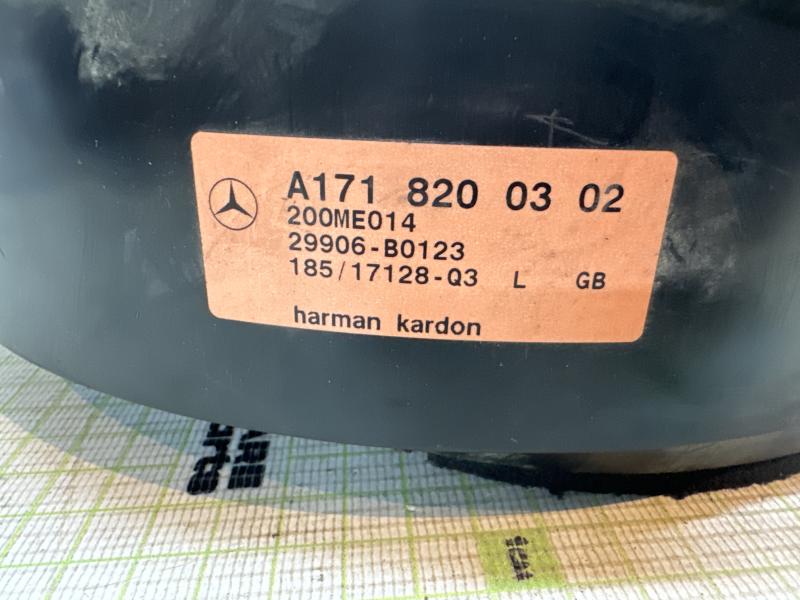 A171 820 03 02
200ME014
29906-B0123
185/17128-Q3 L GB
harman kardon